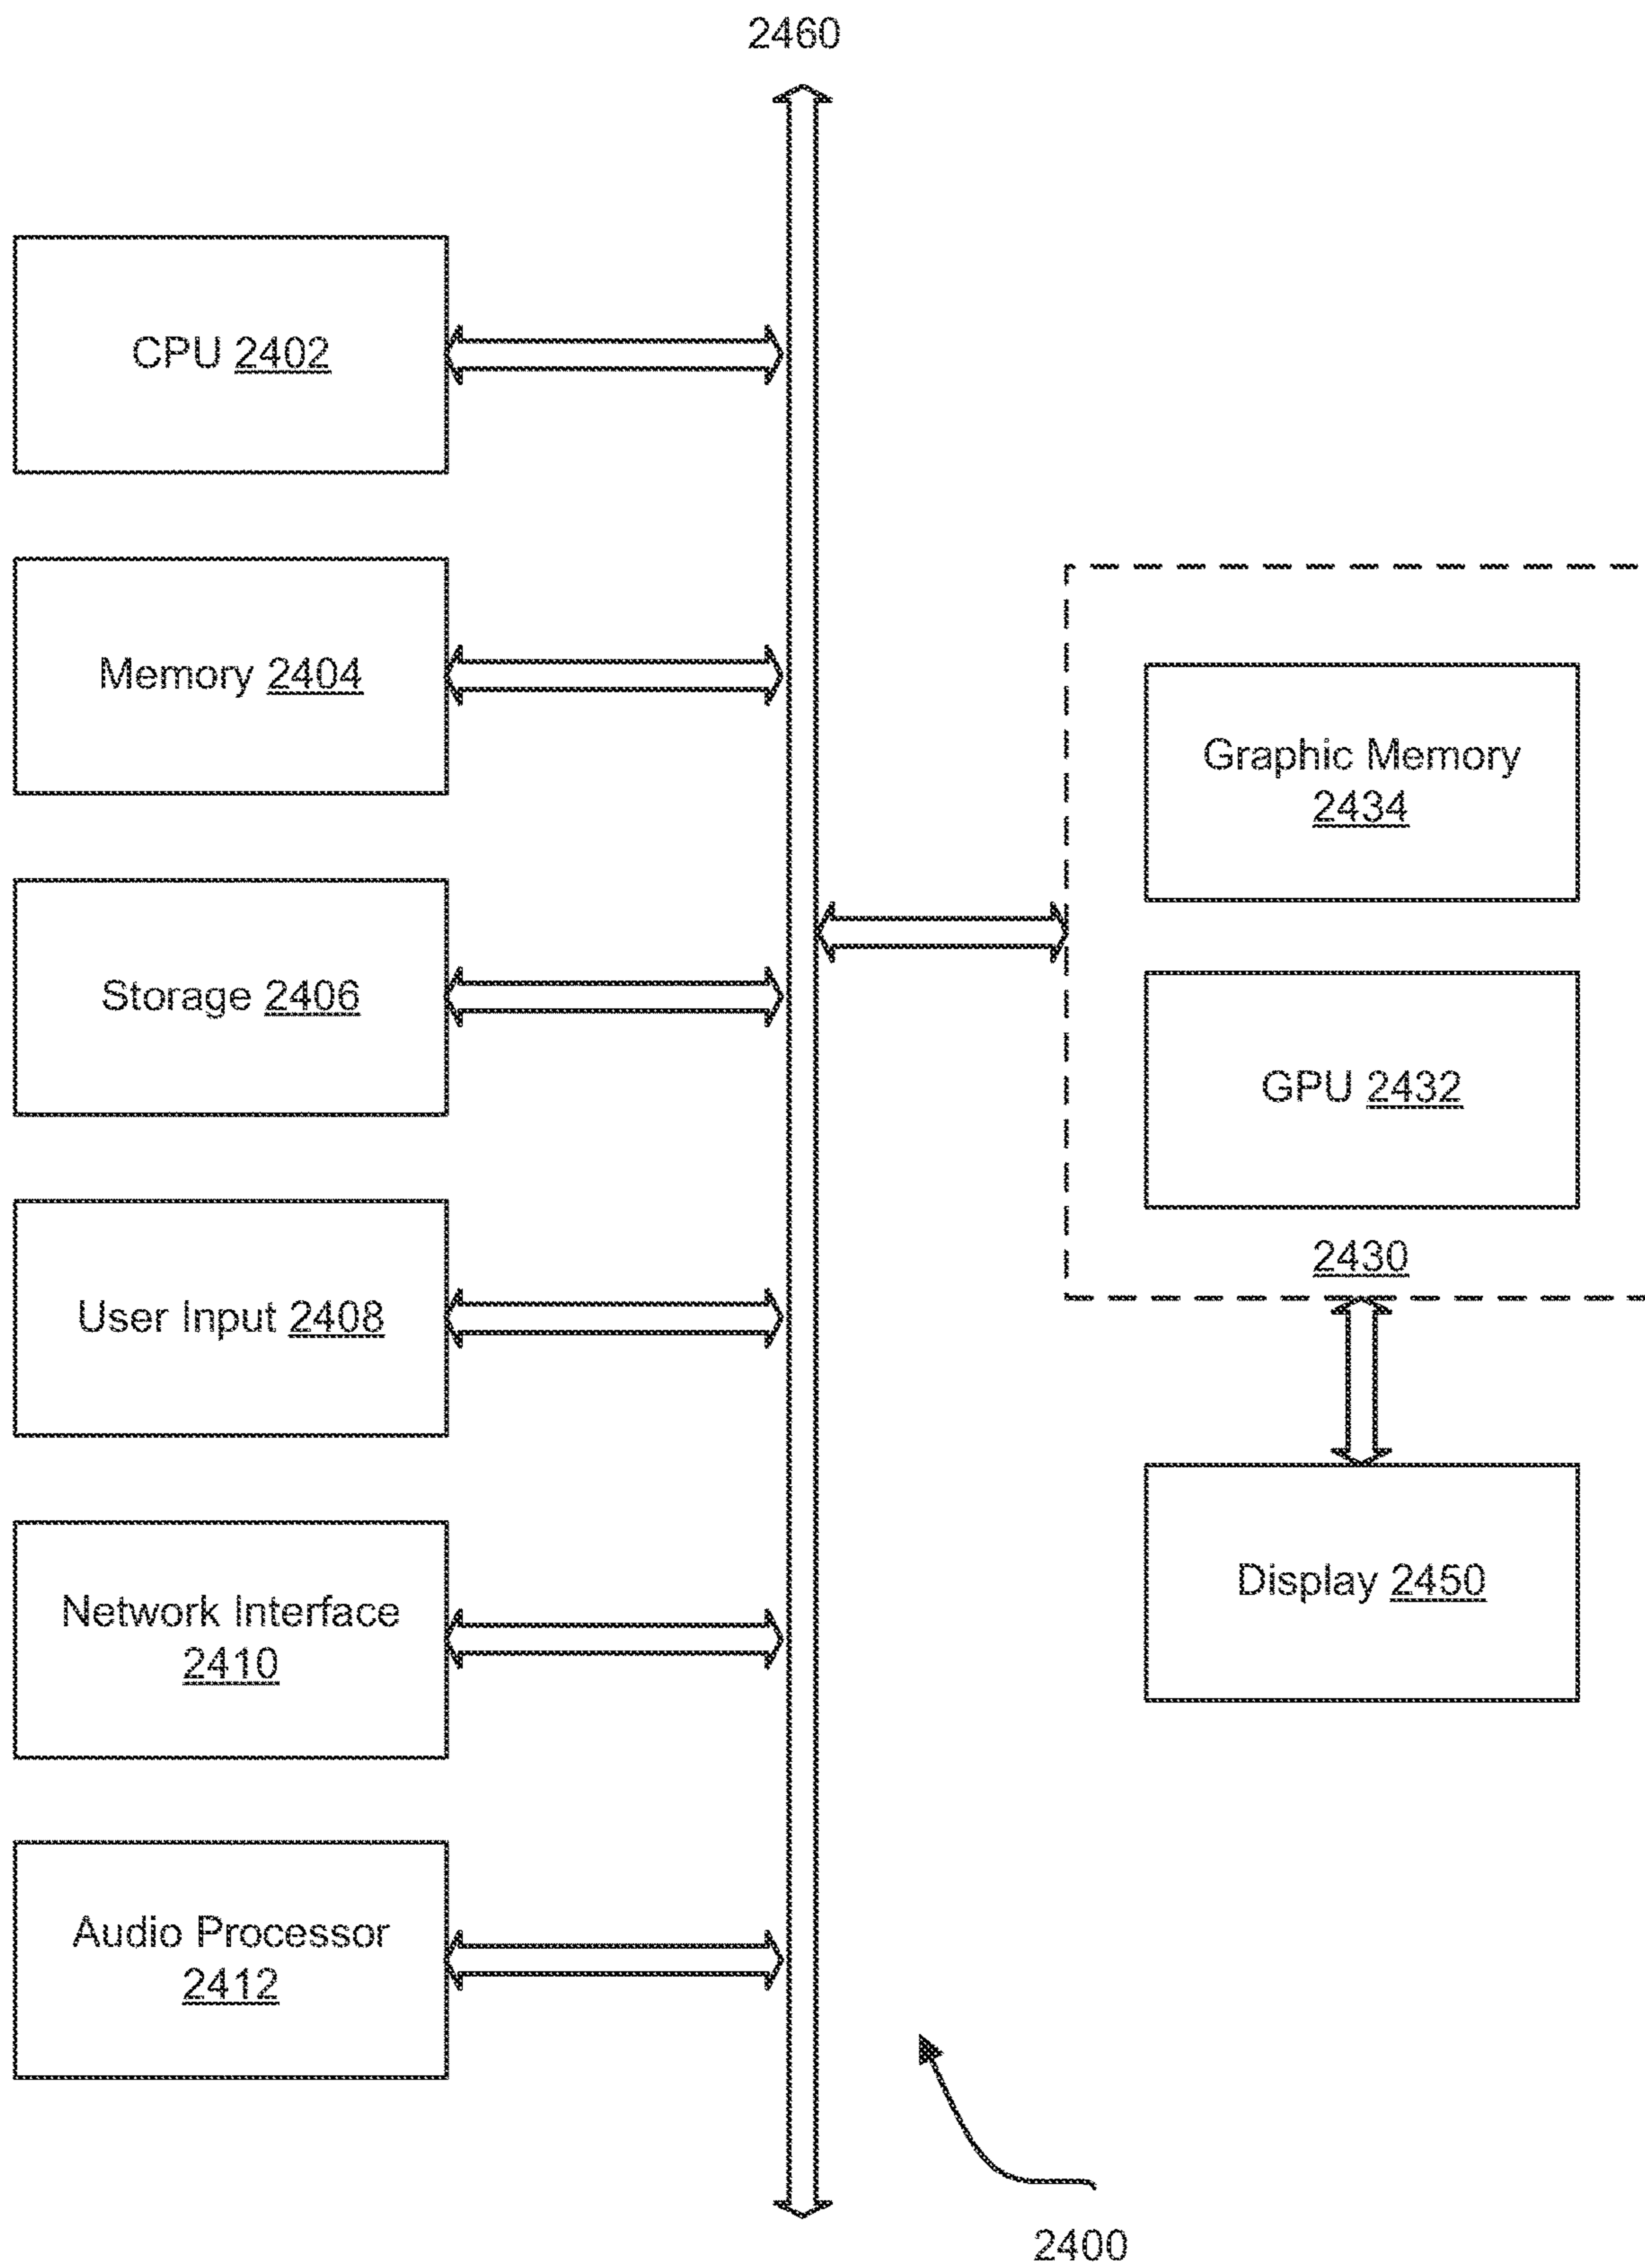 2460
CPU 2402
Memory 2404
Storage 2406
User Input 2408
Network Interface
2410
Audio Processor
2412
Graphic Memory
2434
GPU 2432
2430
Display 2450
2400